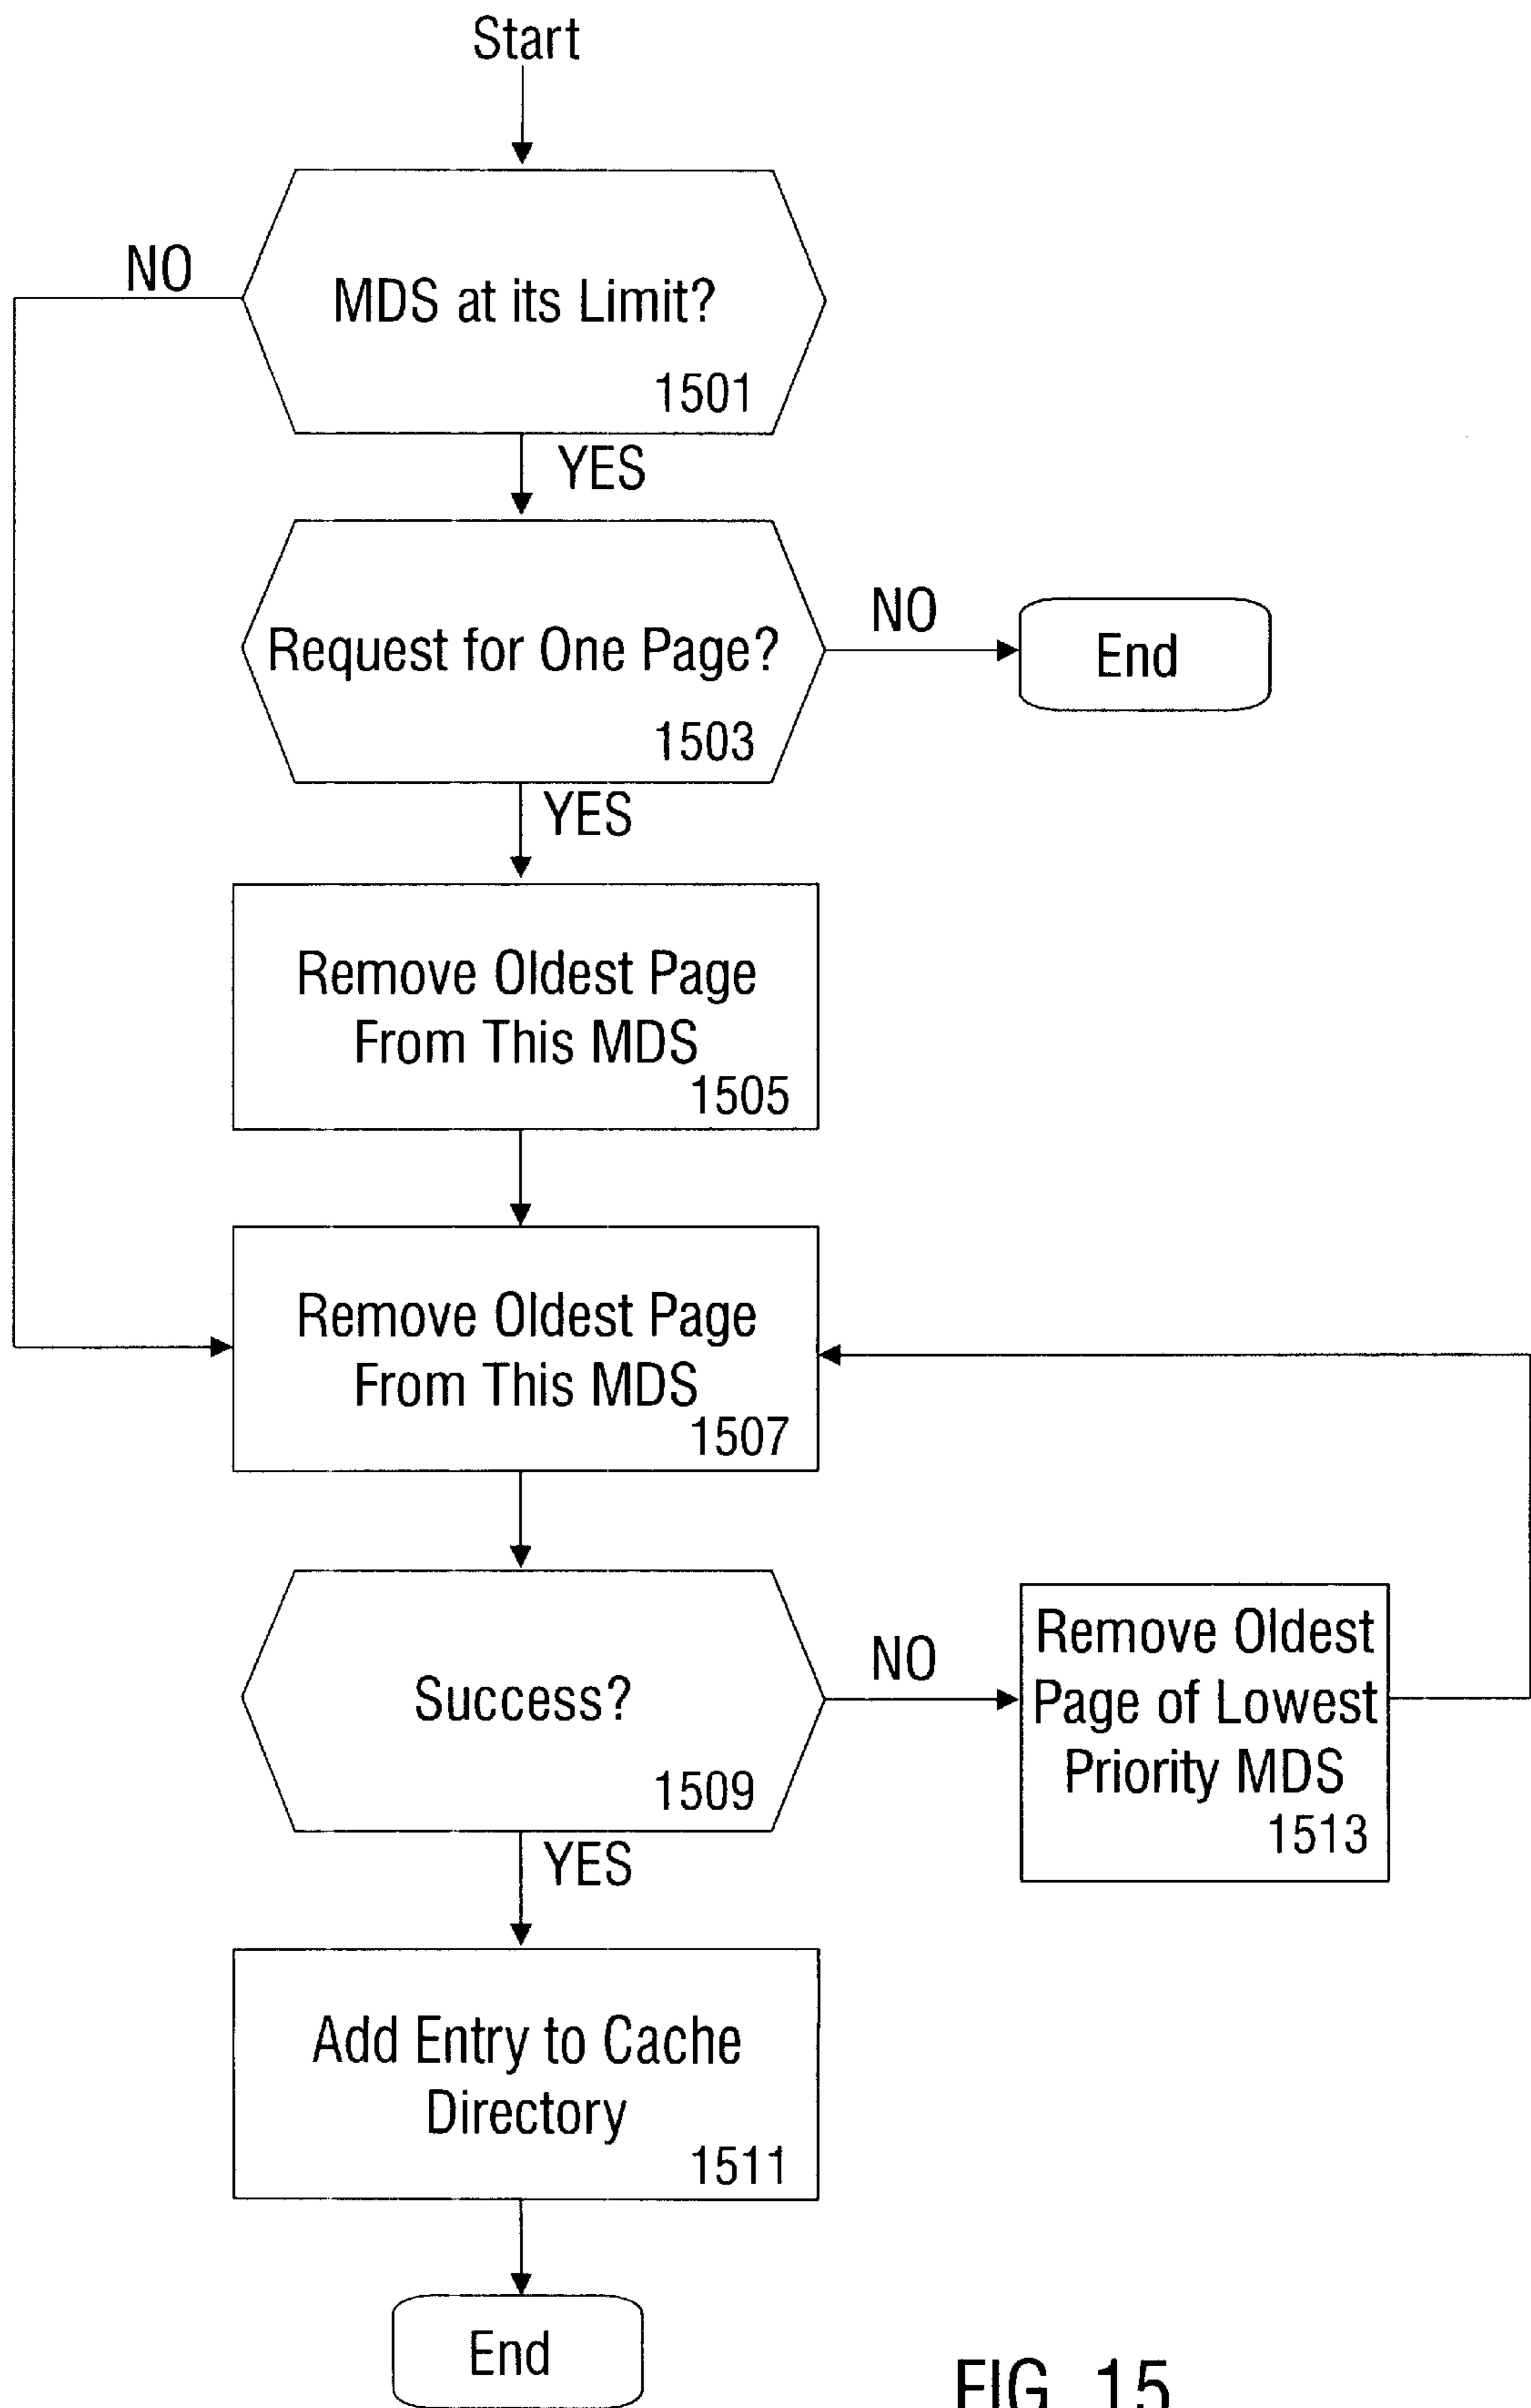 Start
MDS at its Limit?
1501
NO
YES
Request for One Page?
1503
NO
End
YES
Remove Oldest Page
From This MDS
1505
Remove Oldest Page
From This MDS
1507
Success?
1509
NO
Remove Oldest
Page of Lowest
Priority MDS
1513
YES
Add Entry to Cache
Directory
1511
End
FIG. 15